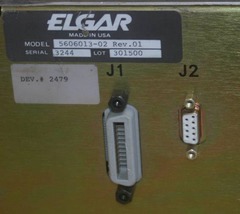 ELGAR
MADE IN USA
MODEL 5606013-02 Rev.01
SERIAL 3244 LOT 301500
DEV.# 2479
J1 J2